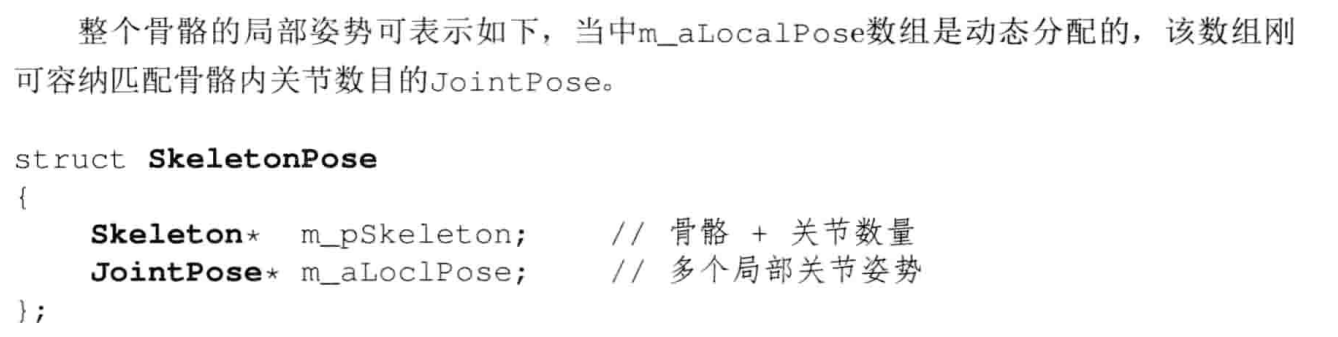 整个骨骼的局部姿势可表示如下，当中m_aLocalPose数组是动态分配的，该数组刚
可容纳匹配骨骼内关节数目的JointPose。
struct SkeletonPose
{
    Skeleton* m_pSkeleton; // 骨骼 + 关节数量
    JointPose* m_aLoclPose; // 多个局部关节姿势
};